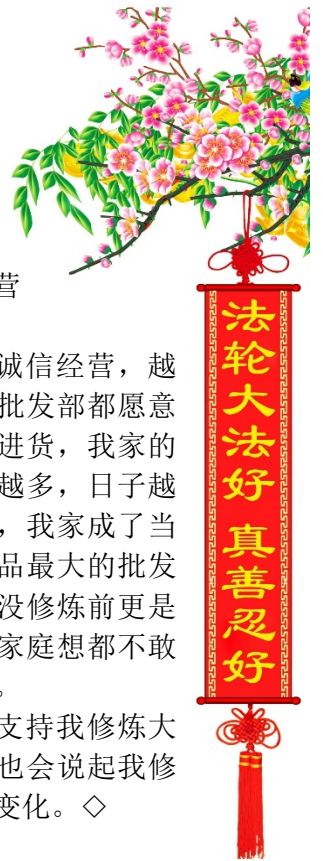 营
诚信经营，越
批发部都愿意
进货，我家的
越多，日子越
，我家成了当
品最大的批发
没修炼前更是
家庭想都不敢
。
支持我修炼大
也会说起我修
变化。◇
法轮大法好 真善忍好